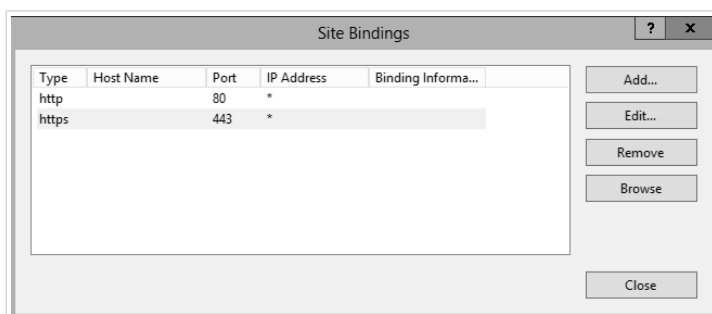 Site Bindings
? x
Type Host Name Port IP Address Binding Informa...
http 80 *
https 443 *
Add...
Edit...
Remove
Browse
Close